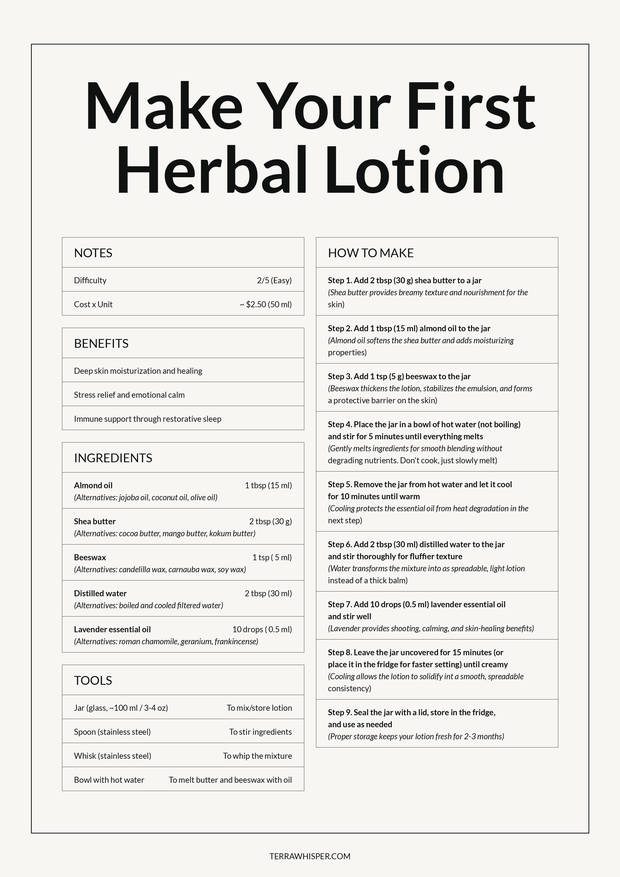 Make Your First
Herbal Lotion
NOTES
Difficulty 2/5 (Easy)
Cost x Unit ~ $2.50 (50 ml)
BENEFITS
Deep skin moisturization and healing
Stress relief and emotional calm
Immune support through restorative sleep
INGREDIENTS
Almond oil 1 tbsp (15 ml)
(Alternatives: jojoba oil, coconut oil, olive oil)
Shea butter 2 tbsp (30 g)
(Alternatives: cocoa butter, mango butter, kokum butter)
Beeswax 1 tsp ( 5 ml)
(Alternatives: candelilla wax, carnauba wax, soy wax)
Distilled water 2 tbsp (30 ml)
(Alternatives: boiled and cooled filtered water)
Lavender essential oil 10 drops ( 0.5 ml)
(Alternatives: roman chamomile, geranium, frankincense)
TOOLS
Jar (glass, ~100 ml / 3-4 oz) To mix/store lotion
Spoon (stainless steel) To stir ingredients
Whisk (stainless steel) To whip the mixture
Bowl with hot water To melt butter and beeswax with oil
HOW TO MAKE
Step 1. Add 2 tbsp (30 g) shea butter to a jar
(Shea butter provides breamy texture and nourishment for the
skin)
Step 2. Add 1 tbsp (15 ml) almond oil to the jar
(Almond oil softens the shea butter and adds moisturizing
properties)
Step 3. Add 1 tsp (5 g) beeswax to the jar
(Beeswax thickens the lotion, stabilizes the emulsion, and forms
a protective barrier on the skin)
Step 4. Place the jar in a bowl of hot water (not boiling)
and stir for 5 minutes until everything melts
(Gently melts ingredients for smooth blending without
degrading nutrients. Don't cook, just slowly melt)
Step 5. Remove the jar from hot water and let it cool
for 10 minutes until warm
(Cooling protects the essential oil from heat degradation in the
next step)
Step 6. Add 2 tbsp (30 ml) distilled water to the jar
and stir thoroughly for fluffier texture
(Water transforms the mixture into as spreadable, light lotion
instead of a thick balm)
Step 7. Add 10 drops (0.5 ml) lavender essential oil
and stir well
(Lavender provides shooting, calming, and skin-healing benefits)
Step 8. Leave the jar uncovered for 15 minutes (or
place it in the fridge for faster setting) until creamy
(Cooling allows the lotion to solidify int a smooth, spreadable
consistency)
Step 9. Seal the jar with a lid, store in the fridge,
and use as needed
(Proper storage keeps your lotion fresh for 2-3 months)
TERRAWHISPER.COM